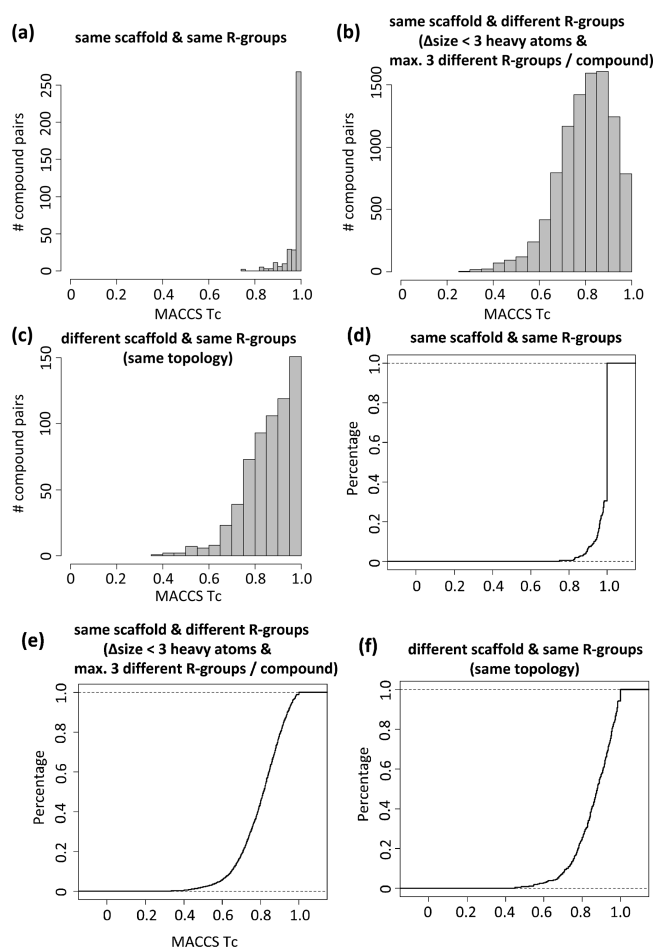 (a)
same scaffold & same R-groups
# compound pairs
0 50 100 150 200 250
0 0.2 0.4 0.6 0.8 1.0
MACCS Tc
(b)
same scaffold & different R-groups
(Δsize < 3 heavy atoms &
max. 3 different R-groups / compound)
# compound pairs
0 500 1000 1500
0 0.2 0.4 0.6 0.8 1.0
MACCS Tc
(c)
different scaffold & same R-groups
(same topology)
# compound pairs
0 50 100 150
0 0.2 0.4 0.6 0.8 1.0
MACCS Tc
(d)
same scaffold & same R-groups
Percentage
0 0.2 0.4 0.6 0.8 1.0
0 0.2 0.4 0.6 0.8 1.0
(e)
same scaffold & different R-groups
(Δsize < 3 heavy atoms &
max. 3 different R-groups / compound)
Percentage
0 0.2 0.4 0.6 0.8 1.0
0 0.2 0.4 0.6 0.8 1.0
MACCS Tc
(f)
different scaffold & same R-groups
(same topology)
Percentage
0 0.2 0.4 0.6 0.8 1.0
0 0.2 0.4 0.6 0.8 1.0